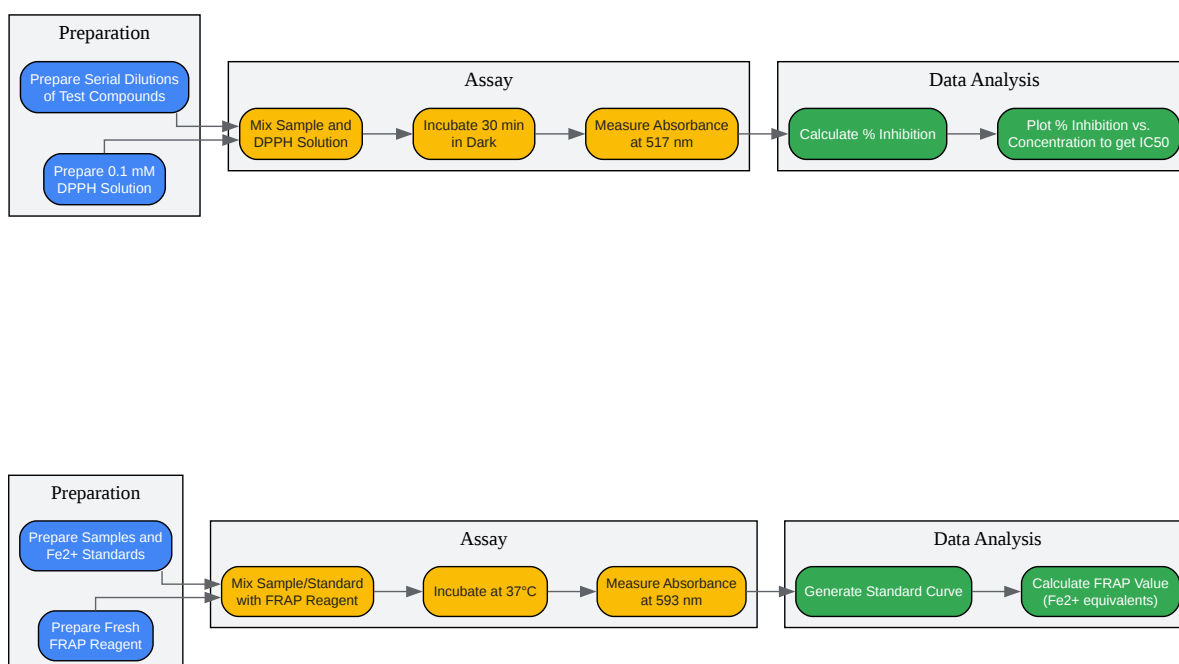 Preparation
Prepare Serial Dilutions
of Test Compounds
Prepare 0.1 mM
DPPH Solution
Assay
Mix Sample and
DPPH Solution
Incubate 30 min
in Dark
Measure Absorbance
at 517 nm
Data Analysis
Calculate % Inhibition
Plot % Inhibition vs.
Concentration to get IC50
Preparation
Prepare Samples and
Fe2+ Standards
Prepare Fresh
FRAP Reagent
Assay
Mix Sample/Standard
with FRAP Reagent
Incubate at 37°C
Measure Absorbance
at 593 nm
Data Analysis
Generate Standard Curve
Calculate FRAP Value
(Fe2+ equivalents)